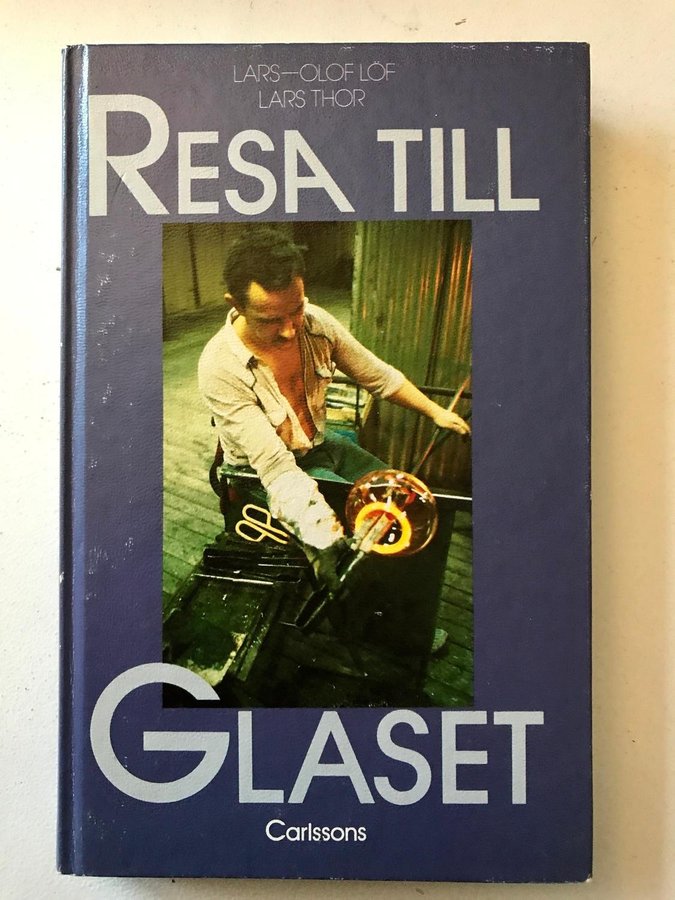 LARS–OLOF LÖF
LARS THOR
RESA TILL
GLASET
Carlssons